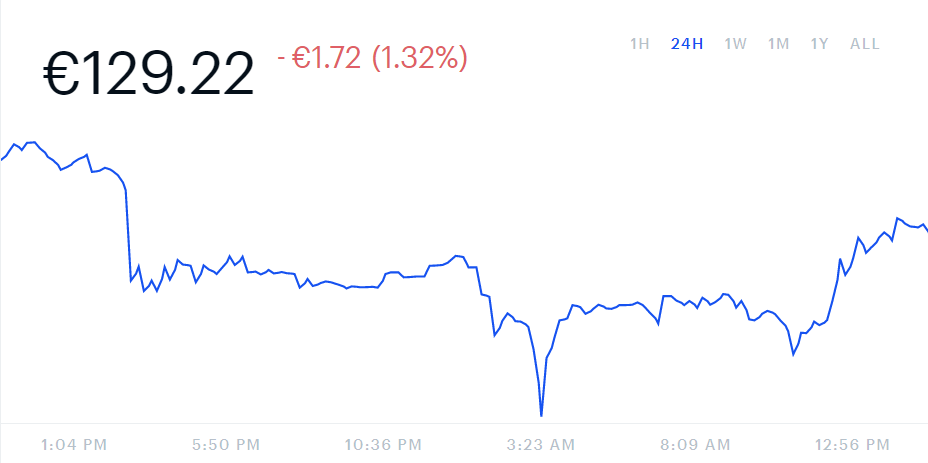 €129.22 - €1.72 (1.32%) 1H 24H 1W 1M 1Y ALL
1:04 PM 5:50 PM 10:36 PM 3:23 AM 8:09 AM 12:56 PM